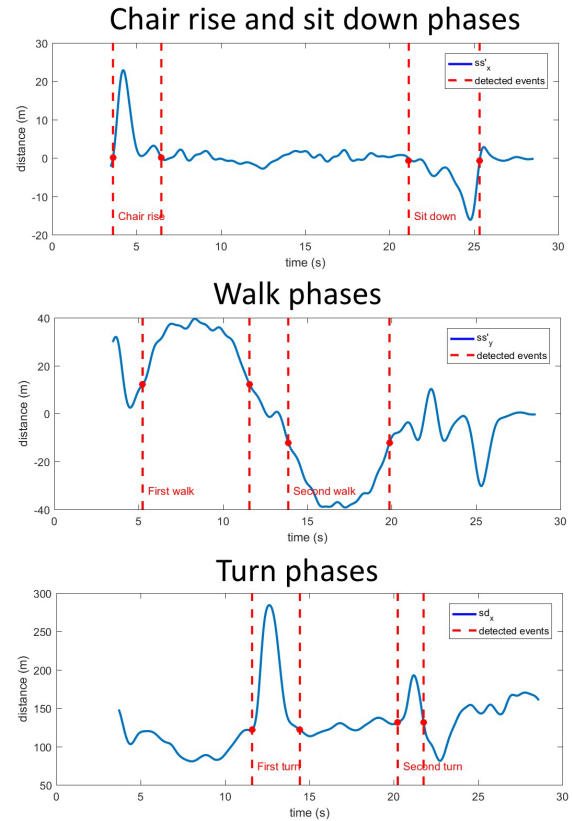 Chair rise and sit down phases
30
20
10
0
-10
-20
distance (m)
ss'x
detected events
Chair rise
Sit down
0 5 10 15 20 25 30
time (s)
Walk phases
40
20
0
-20
-40
distance (m)
ss'y
detected events
First walk
Second walk
0 5 10 15 20 25 30
time (s)
Turn phases
300
250
200
150
100
50
distance (m)
sdx
detected events
First turn
Second turn
0 5 10 15 20 25 30
time (s)